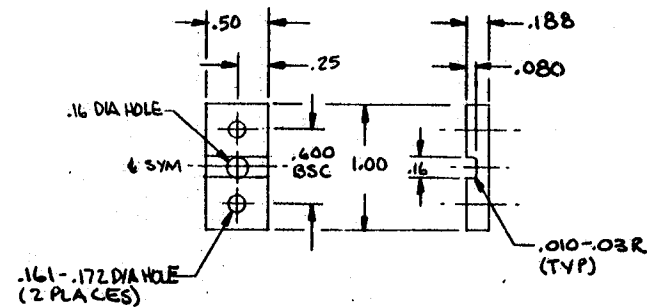 .50
.188
.25
.080
.16 DIA HOLE
.600
BSC
1.00
.16
℄ SYM
.010-.03R
(TYP)
.161-.172 DIA HOLE
(2 PLACES)